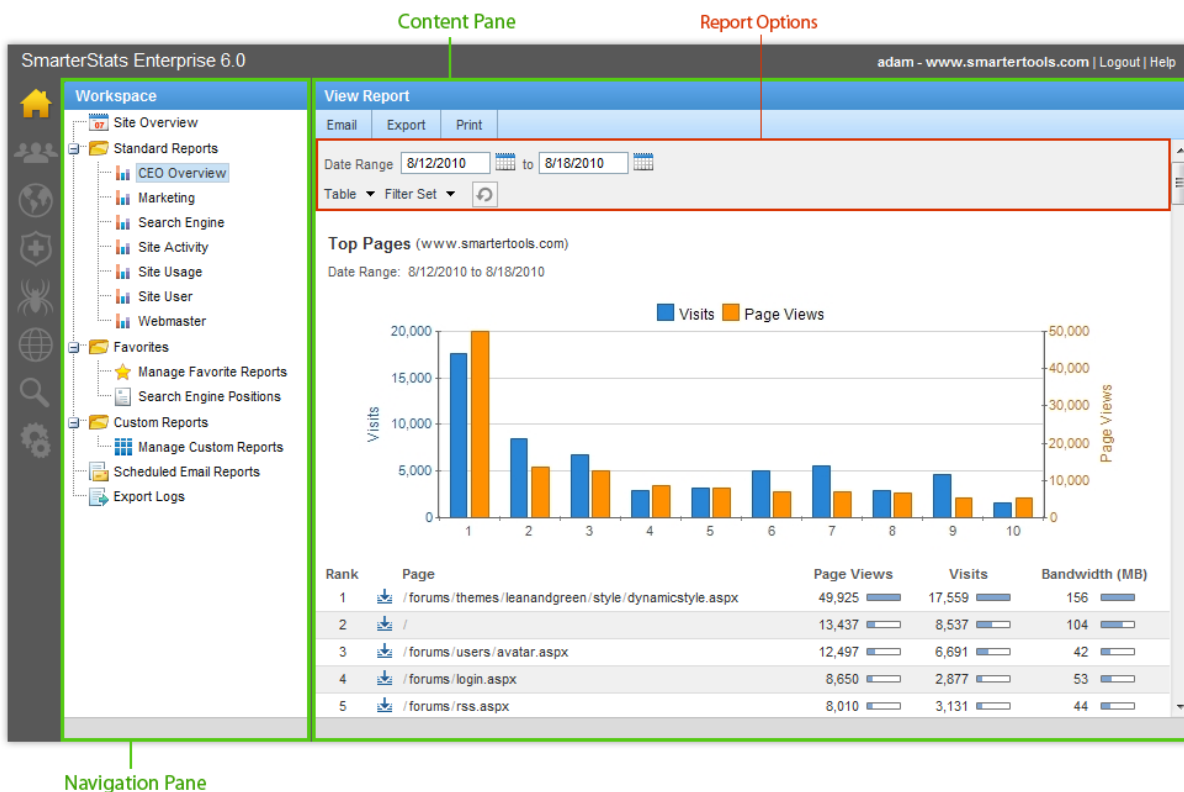 Content Pane
Report Options
SmarterStats Enterprise 6.0
adam - www.smartertools.com | Logout | Help
Workspace
07 Site Overview
Standard Reports
CEO Overview
Marketing
Search Engine
Site Activity
Site Usage
Site User
Webmaster
Favorites
Manage Favorite Reports
Search Engine Positions
Custom Reports
Manage Custom Reports
Scheduled Email Reports
Export Logs
View Report
Email Export Print
Date Range 8/12/2010 to 8/18/2010
Table Filter Set
Top Pages (www.smartertools.com)
Date Range: 8/12/2010 to 8/18/2010
Visits Page Views
20,000
15,000
10,000
5,000
0
Visits
50,000
40,000
30,000
20,000
10,000
0
Page Views
1 2 3 4 5 6 7 8 9 10
Rank Page Page Views Visits Bandwidth (MB)
1 /forums/themes/leanandgreen/style/dynamicstyle.aspx 49,925 17,559 156
2 / 13,437 8,537 104
3 /forums/users/avatar.aspx 12,497 6,691 42
4 /forums/login.aspx 8,650 2,877 53
5 /forums/rss.aspx 8,010 3,131 44
Navigation Pane